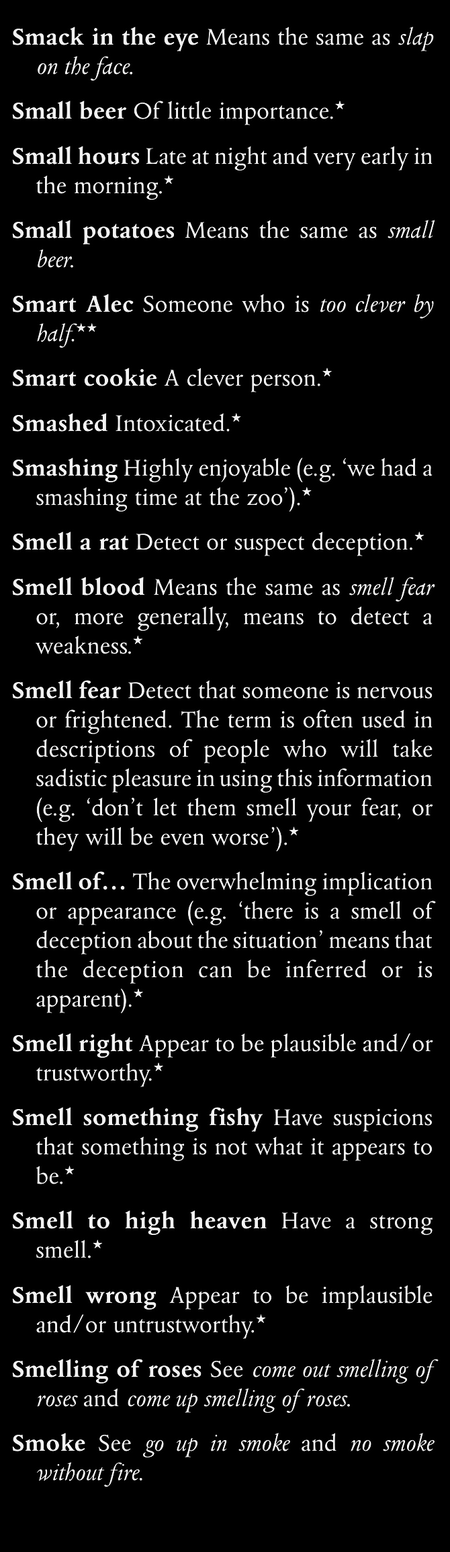 Smack in the eye Means the same as slap
on the face.
Small beer Of little importance.★
Small hours Late at night and very early in
the morning.★
Small potatoes Means the same as small
beer.
Smart Alec Someone who is too clever by
half.★★
Smart cookie A clever person.★
Smashed Intoxicated.★
Smashing Highly enjoyable (e.g. ‘we had a
smashing time at the zoo’).★
Smell a rat Detect or suspect deception.★
Smell blood Means the same as smell fear
or, more generally, means to detect a
weakness.★
Smell fear Detect that someone is nervous
or frightened. The term is often used in
descriptions of people who will take
sadistic pleasure in using this information
(e.g. ‘don’t let them smell your fear, or
they will be even worse’).★
Smell of… The overwhelming implication
or appearance (e.g. ‘there is a smell of
deception about the situation’ means that
the deception can be inferred or is
apparent).★
Smell right Appear to be plausible and/or
trustworthy.★
Smell something fishy Have suspicions
that something is not what it appears to
be.★
Smell to high heaven Have a strong
smell.★
Smell wrong Appear to be implausible
and/or untrustworthy.★
Smelling of roses See come out smelling of
roses and come up smelling of roses.
Smoke See go up in smoke and no smoke
without fire.